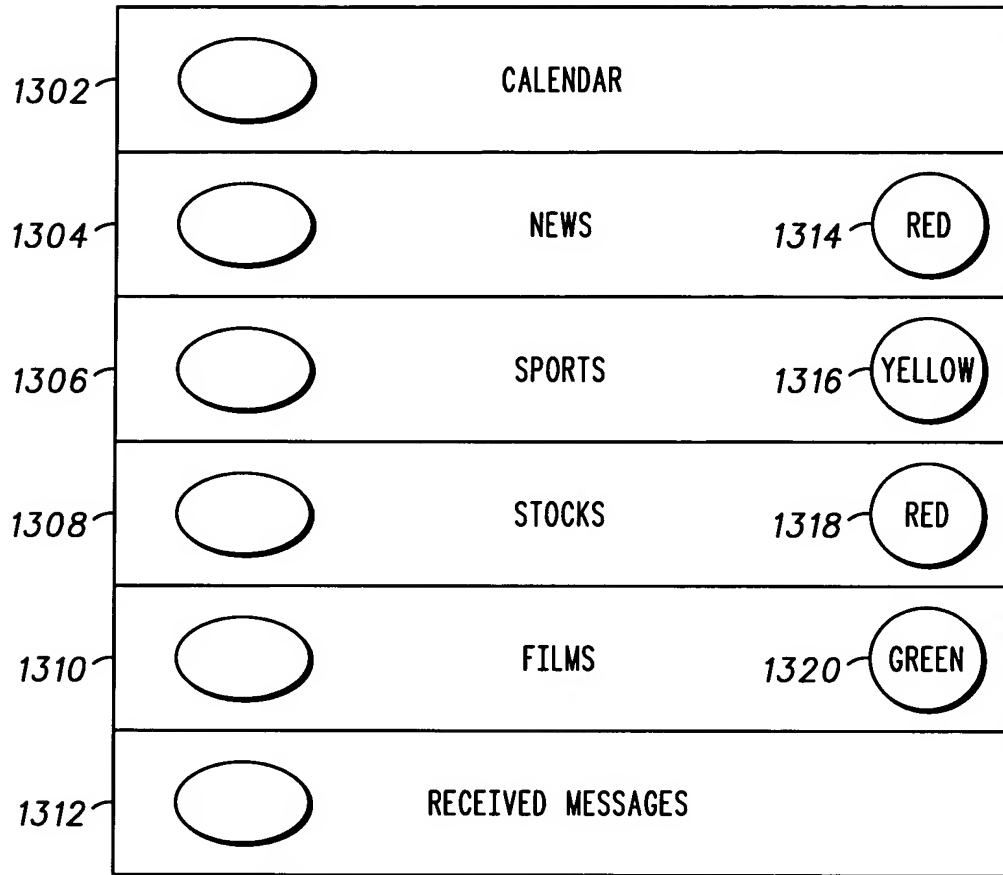 1302 CALENDAR
1304 NEWS 1314 RED
1306 SPORTS 1316 YELLOW
1308 STOCKS 1318 RED
1310 FILMS 1320 GREEN
1312 RECEIVED MESSAGES